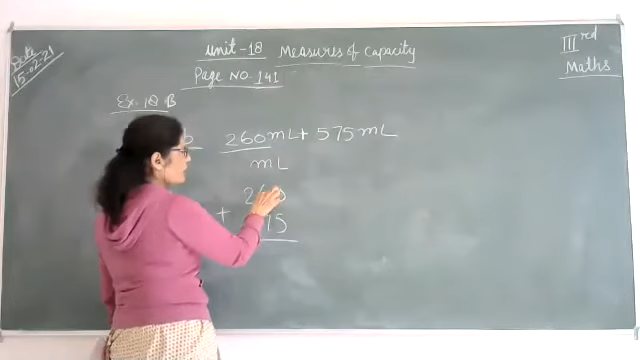 Date
15-02-21
Unit-18 Measures of Capacity
III rd
Maths
Page No. 141
Ex. 18 B
260 mL + 575 mL
mL
260
+ 75